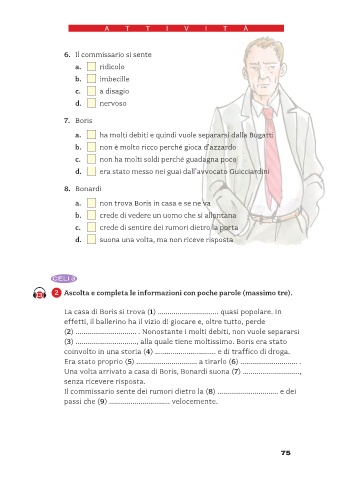 A T T I V I T À
6. Il commissario si sente
a. ridicolo
b. imbecille
c. a disagio
d. nervoso
7. Boris
a. ha molti debiti e quindi vuole separarsi dalla Bugatti
b. non è molto ricco perché gioca d'azzardo
c. non ha molti soldi perché guadagna poco
d. era stato messo nei guai dall'avvocato Guicciardini
8. Bonardi
a. non trova Boris in casa e se ne va
b. crede di vedere un uomo che si allontana
c. crede di sentire dei rumori dietro la porta
d. suona una volta, ma non riceve risposta
CELI 3
2 Ascolta e completa le informazioni con poche parole (massimo tre).
La casa di Boris si trova (1) ............................ quasi popolare. In
effetti, il ballerino ha il vizio di giocare e, oltre tutto, perde
(2) ............................ . Nonostante i molti debiti, non vuole separarsi
(3) ............................, alla quale tiene moltissimo. Boris era stato
coinvolto in una storia (4) ............................ e di traffico di droga.
Era stato proprio (5) ............................ a tirarlo (6) ............................ .
Una volta arrivato a casa di Boris, Bonardi suona (7) ............................,
senza ricevere risposta.
Il commissario sente dei rumori dietro la (8) ............................ e dei
passi che (9) ............................ velocemente.
75